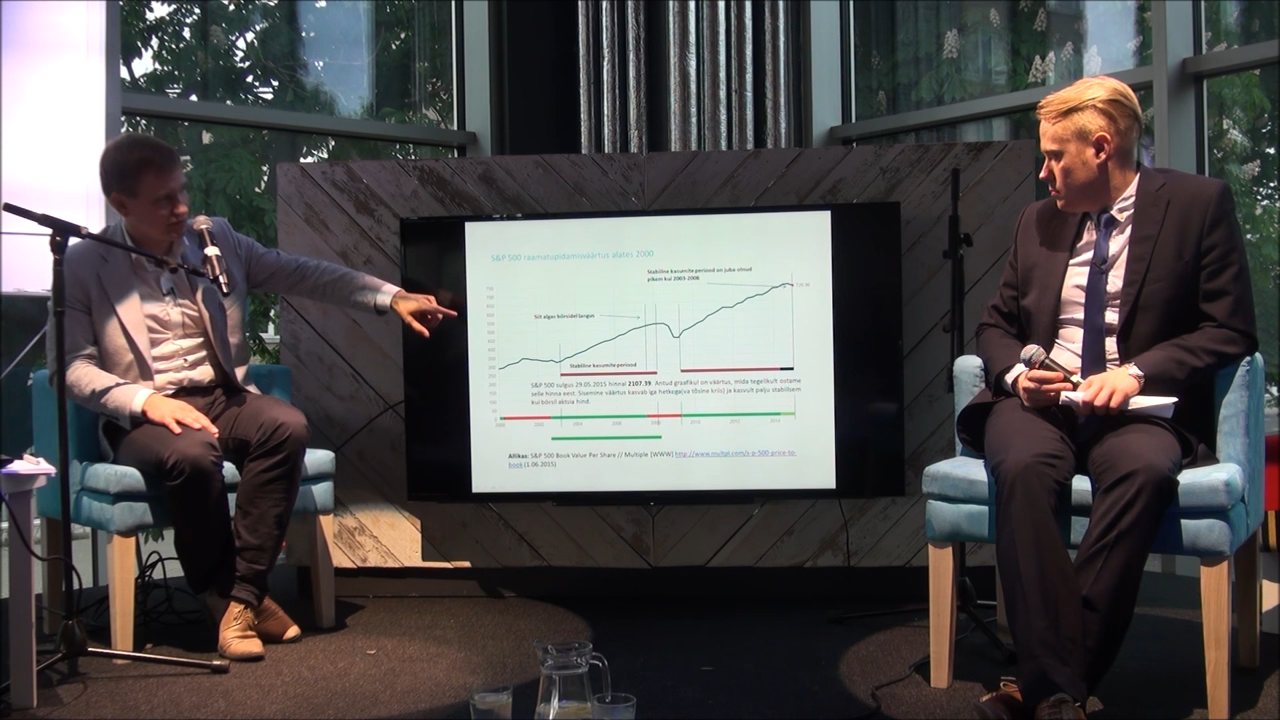 S&P 500 raamatupidamisväärtus alates 2000
Stabiilne kasumite periood on juba olnud
pikem kui 2003-2008
Siit algas börsidel langus
Stabiilne kasumite periood
S&P 500 sulgus 29.05.2015 hinnal 2107.39. Antud graafikul on väärtus, mida tegelikult ostame
selle hinna eest. Sisemine väärtus kasvab iga hetkega(va tõsine kriis) ja kasvult palju stabiilsem
kui börsil aktsia hind.
Allikas: S&P 500 Book Value Per Share // Multiple [WWW] http://www.multpl.com/s-p-500-price-to-
book (1.06.2015)